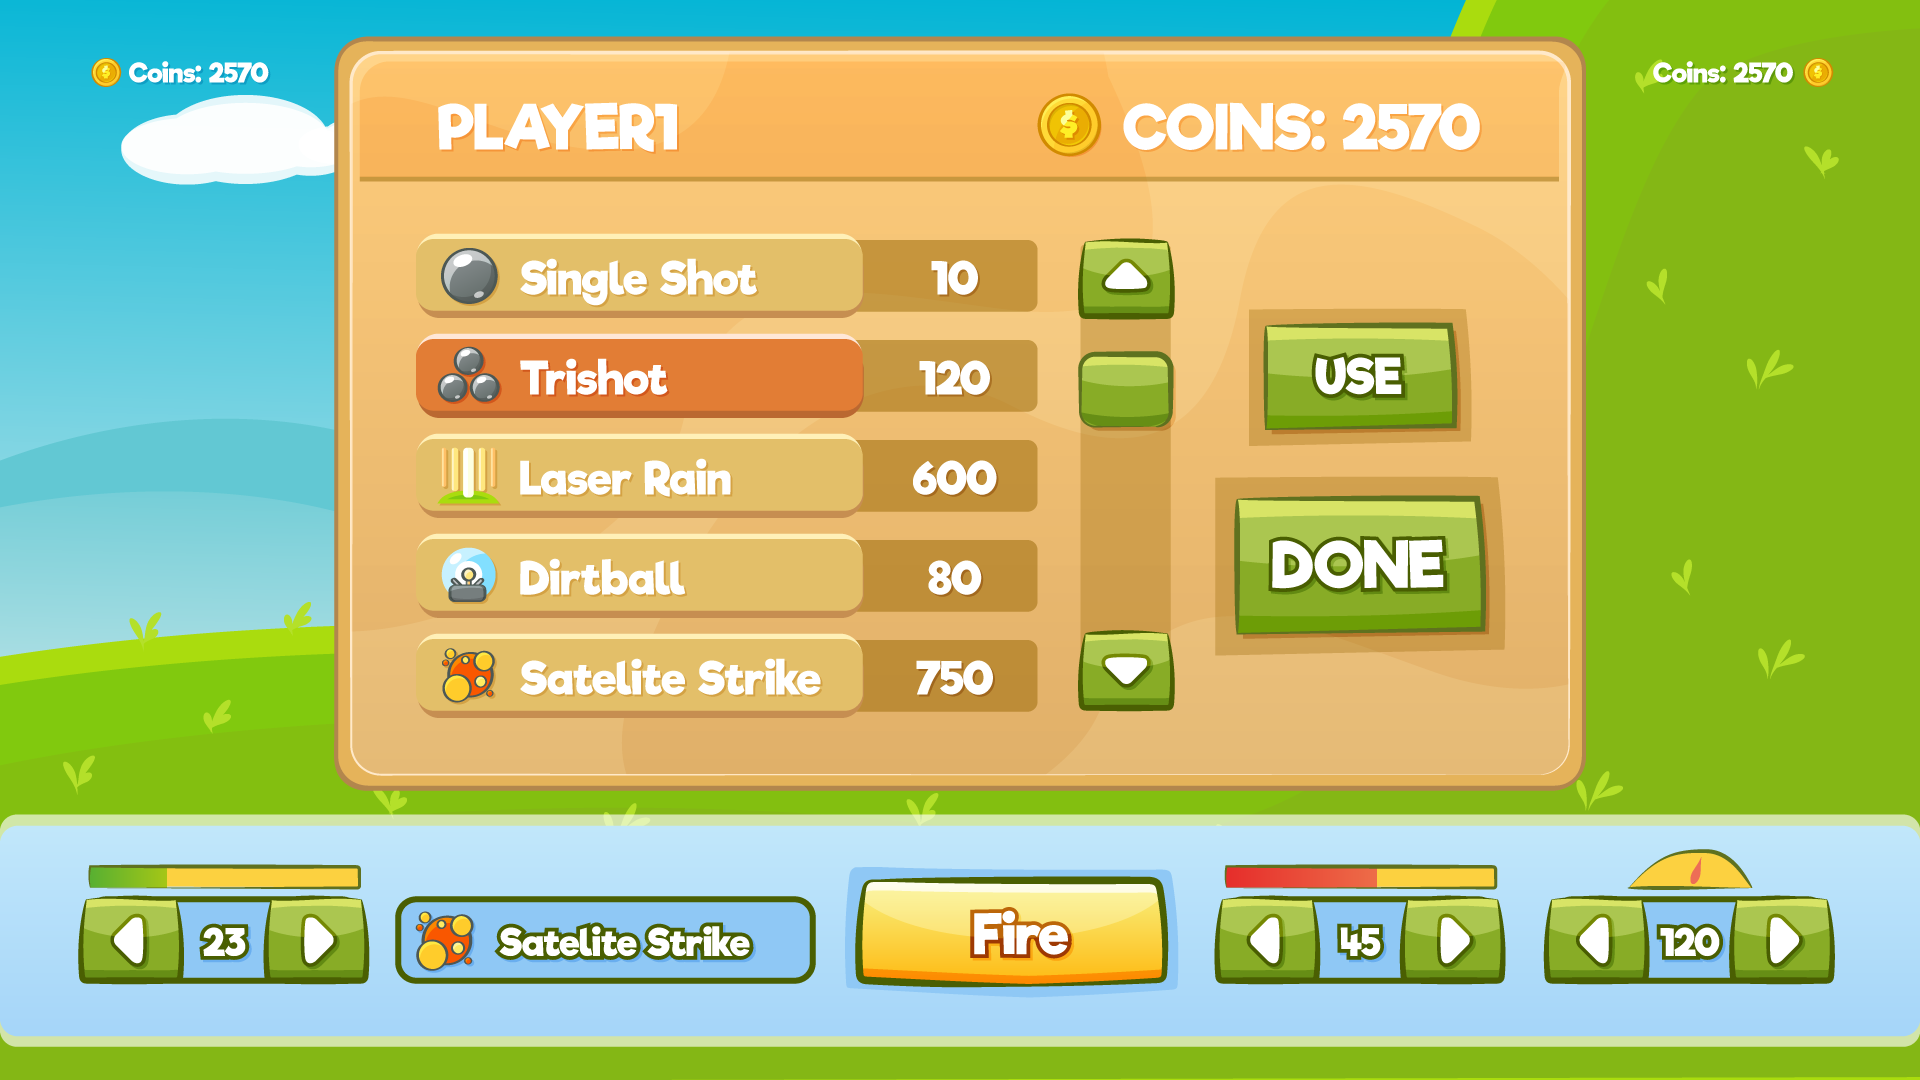 Coins: 2570
Coins: 2570
PLAYER1
COINS: 2570
Single Shot 10
Trishot 120
Laser Rain 600
Dirtball 80
Satelite Strike 750
USE
DONE
23
Satelite Strike
Fire
45
120